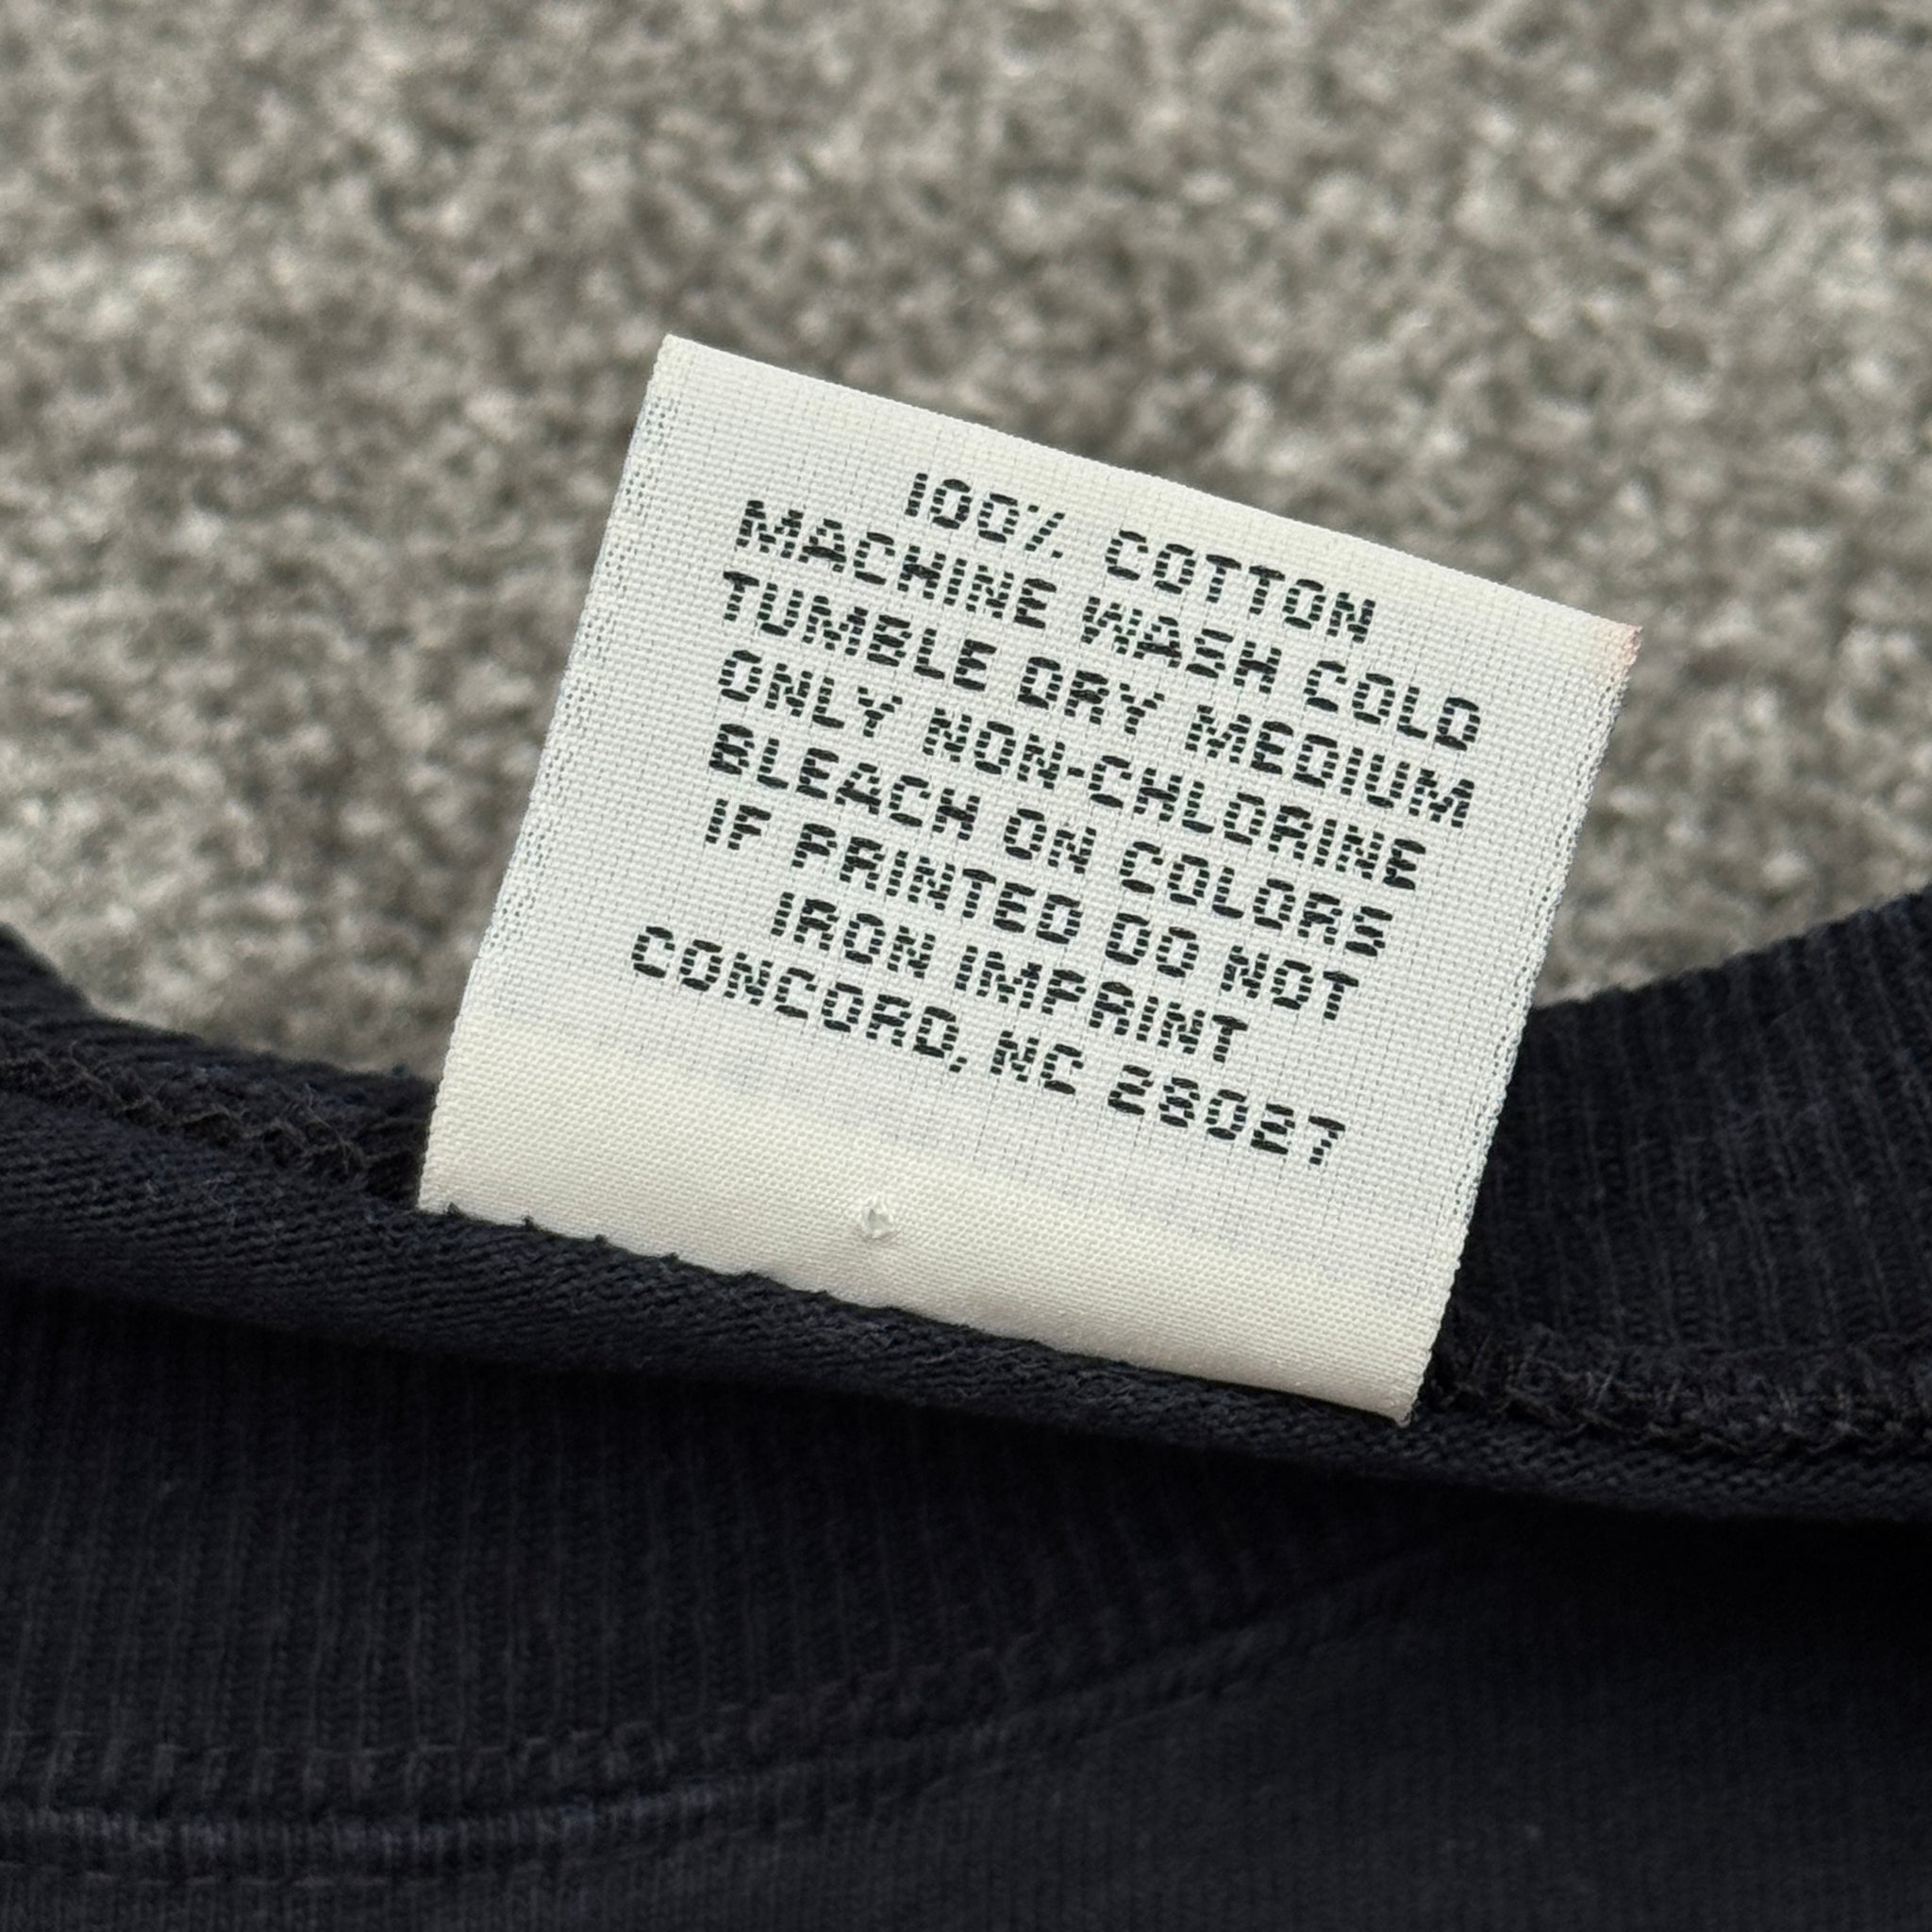 100% COTTON
MACHINE WASH COLD
TUMBLE DRY MEDIUM
ONLY NON-CHLORINE
BLEACH ON COLORS
IF PRINTED DO NOT
IRON IMPRINT
CONCORD, NC 28027